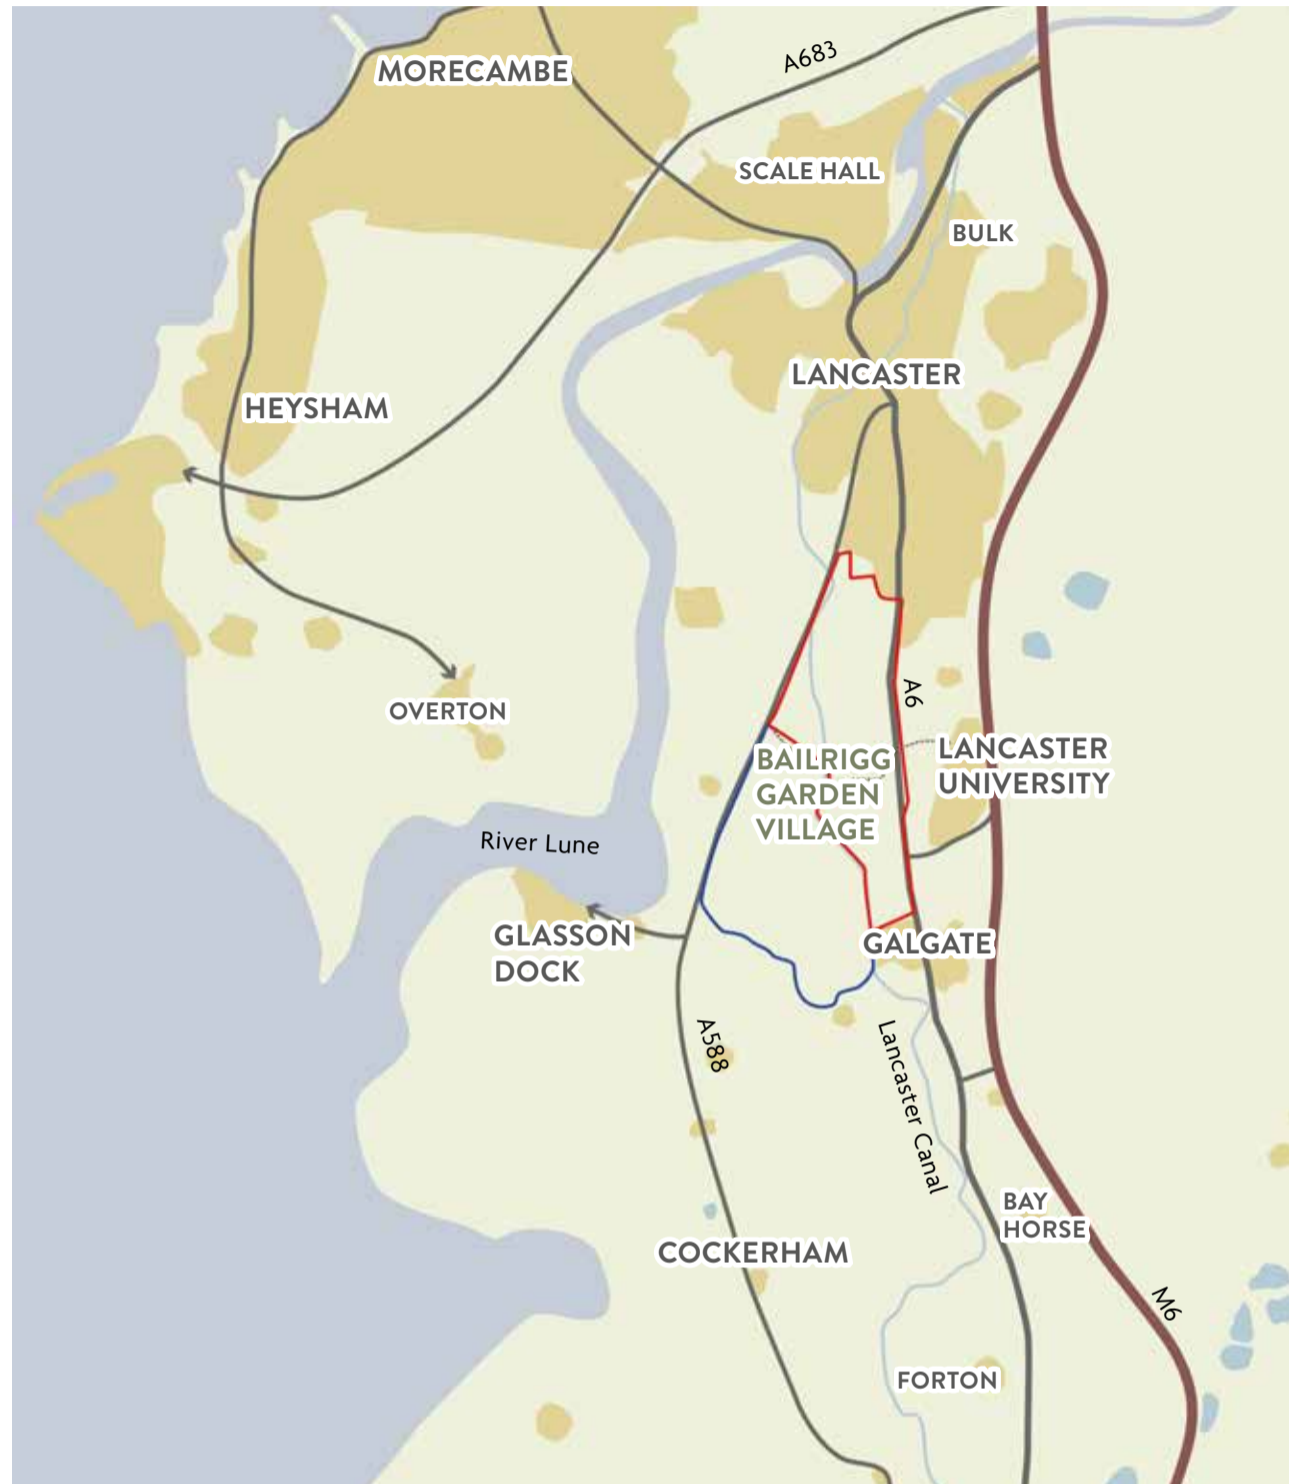 A683
MORECAMBE
SCALE HALL
BULK
LANCASTER
HEYSHAM
A6
OVERTON
LANCASTER
UNIVERSITY
BAILRIGG
GARDEN
VILLAGE
River Lune
GLASSON
DOCK
GALGATE
A588
Lancaster Canal
BAY
HORSE
COCKERHAM
M6
FORTON